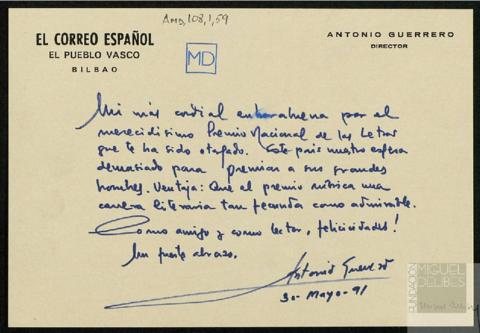 AMD, 108, 1, 59
EL CORREO ESPAÑOL
EL PUEBLO VASCO
BILBAO
ANTONIO GUERRERO
DIRECTOR
MD
Mi más cordial enhorabuena por el
merecidísimo Premio Nacional de las Letras
que te ha sido otorgado. Este país nuestro espera
demasiado para premiar a sus grandes
hombres. Ventaja: Que el premio rubrica una
carrera literaria tan fecunda como admirable.
Como amigo y como lector, felicidades!
Un fuerte abrazo.
Antonio Guerrero
30-Mayo-91
FUNDACIÓN
MIGUEL
DELIBES